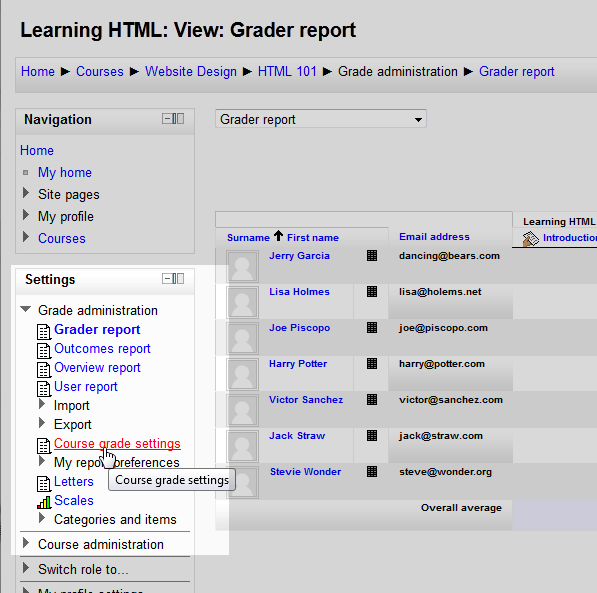 Learning HTML: View: Grader report
Home ► Courses ► Website Design ► HTML 101 ► Grade administration ► Grader report
Navigation
Home
My home
Site pages
My profile
Courses
Settings
Grade administration
Grader report
Outcomes report
Overview report
User report
Import
Export
Course grade settings
My report preferences
Course grade settings
Letters
Scales
Categories and items
Course administration
Switch role to...
My profile settings
Grader report
Learning HTML
Surname ↑ First name Email address Introduction
Jerry Garcia dancing@bears.com
Lisa Holmes lisa@holems.net
Joe Piscopo joe@piscopo.com
Harry Potter harry@potter.com
Victor Sanchez victor@sanchez.com
Jack Straw jack@straw.com
Stevie Wonder steve@wonder.org
Overall average